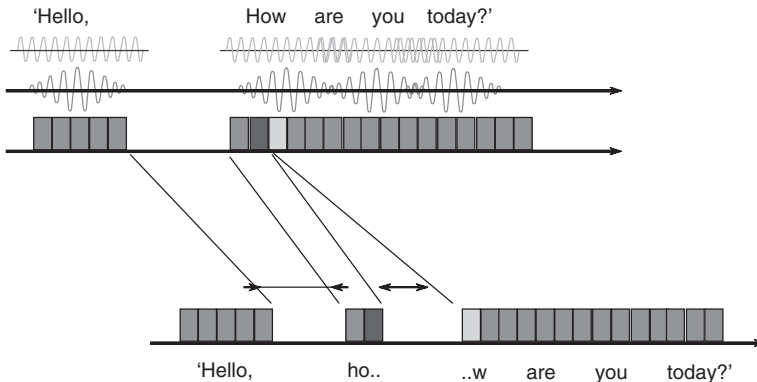 ‘Hello, How are you today?’
‘Hello, ho.. ..w are you today?’